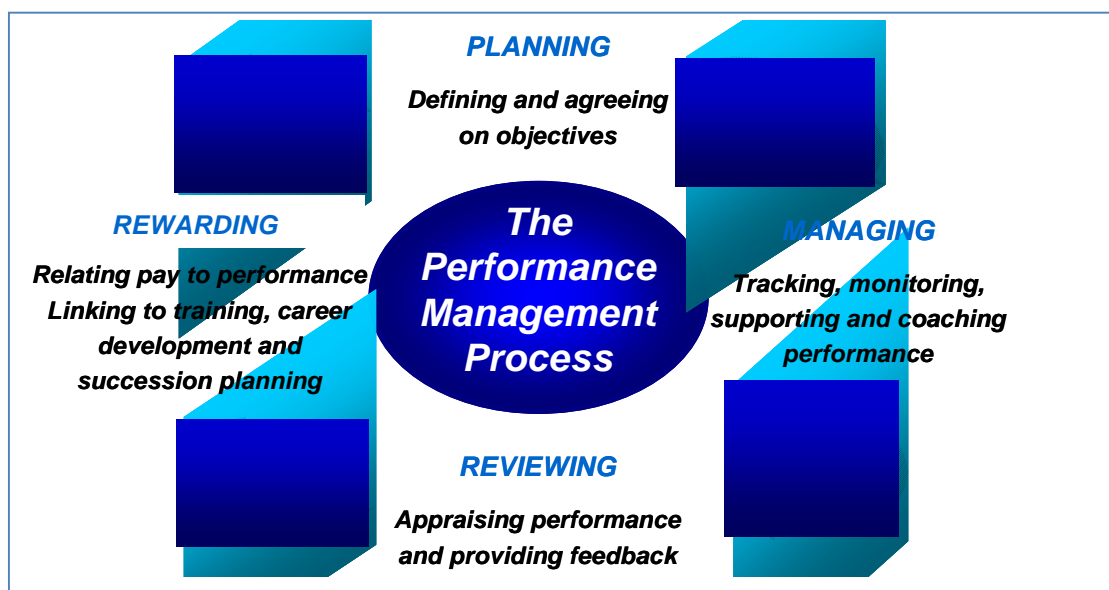 PLANNING
Defining and agreeing
on objectives
The
Performance
Management
Process
REWARDING
Relating pay to performance
Linking to training, career
development and
succession planning
MANAGING
Tracking, monitoring,
supporting and coaching
performance
REVIEWING
Appraising performance
and providing feedback